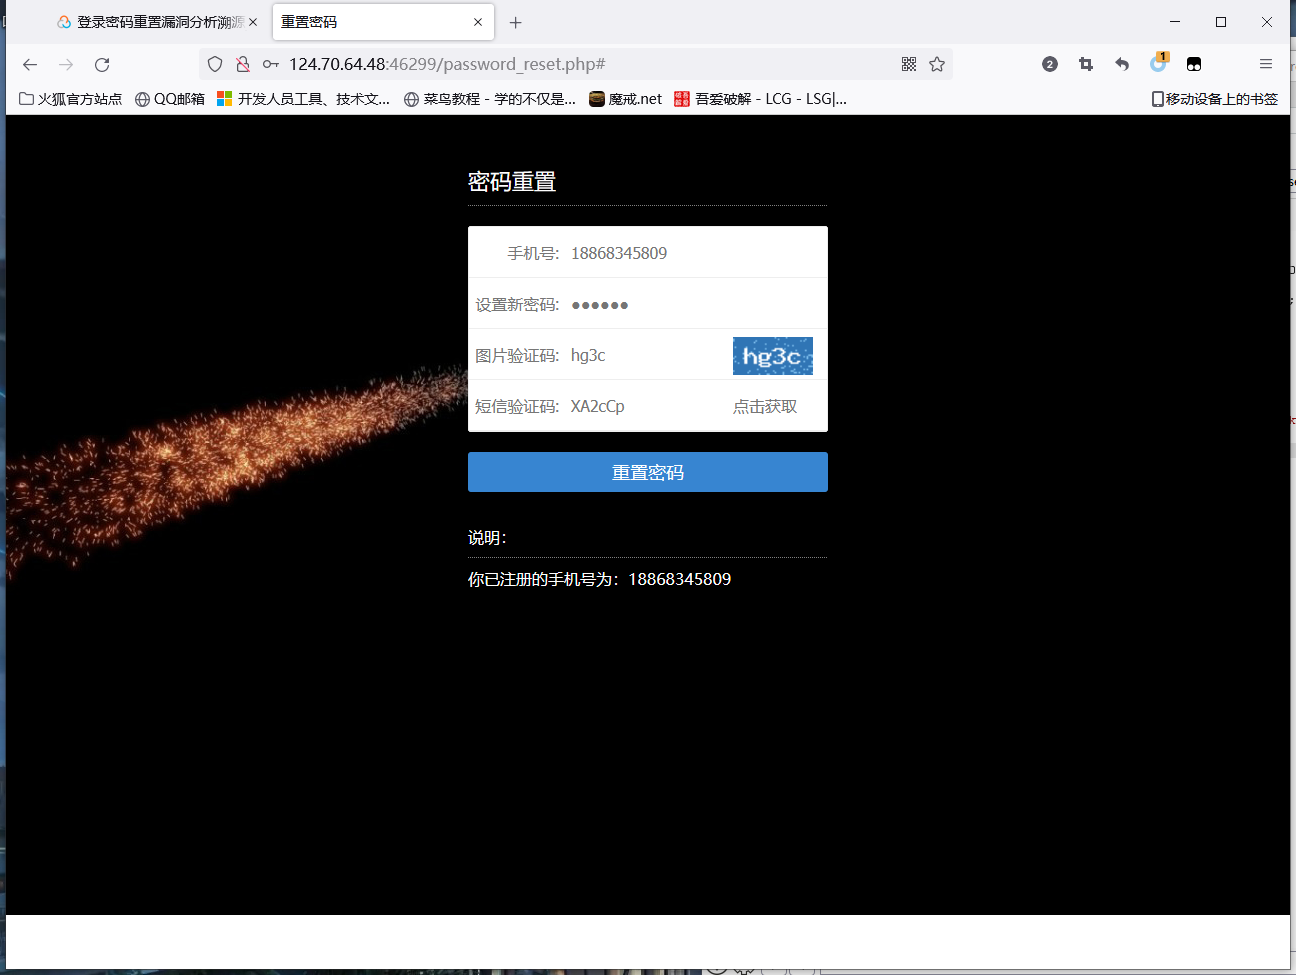 登录密码重置漏洞分析溯源
重置密码
124.70.64.48:46299/password_reset.php#
2
1
火狐官方站点
QQ邮箱
开发人员工具、技术文...
菜鸟教程 - 学的不仅是...
魔戒.net
吾爱破解 - LCG - LSG|...
移动设备上的书签
密码重置
手机号: 18868345809
设置新密码: ●●●●●●
图片验证码: hg3c
hg3c
短信验证码: XA2cCp
点击获取
重置密码
说明：
你已注册的手机号为：18868345809